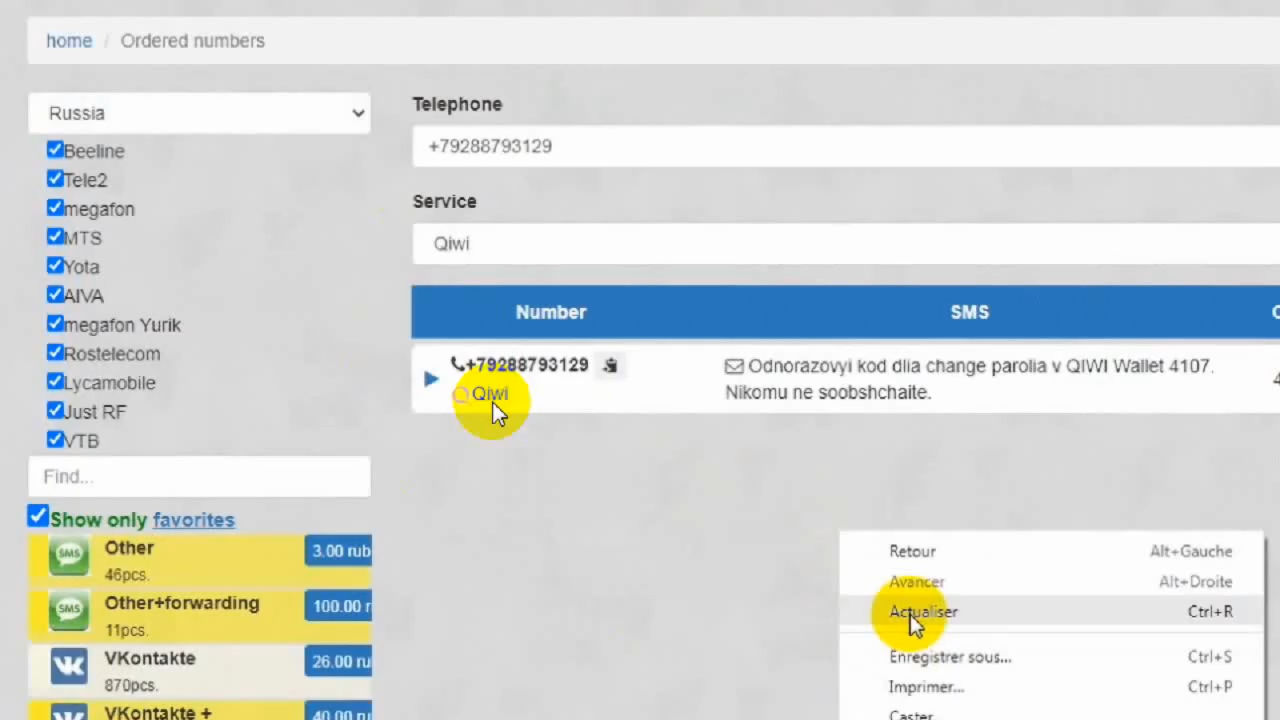 home / Ordered numbers
Russia
Beeline
Tele2
megafon
MTS
Yota
AIVA
megafon Yurik
Rostelecom
Lycamobile
Just RF
VTB
Find...
Show only favorites
Other
3.00 rub
46pcs.
Other+forwarding
100.00 r
11pcs.
VKontakte
26.00 ru
870pcs.
VKontakte +
40.00 ru
Telephone
+79288793129
Service
Qiwi
Number SMS
+79288793129
Qiwi
Odnorazovyi kod dlia change parolia v QIWI Wallet 4107.
Nikomu ne soobshchaite.
Retour Alt+Gauche
Avancer Alt+Droite
Actualiser Ctrl+R
Enregistrer sous... Ctrl+S
Imprimer... Ctrl+P
Caster
SMS
SMS